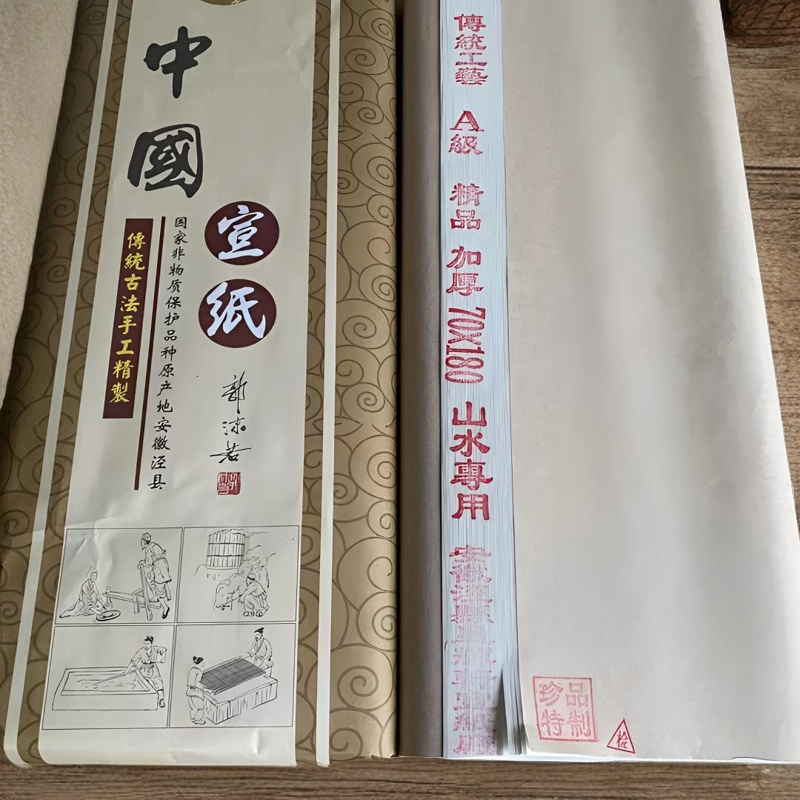 中國
宣纸
国家非物质保护品种原产地安徽泾县
傳統古法手工精製
郭沫若
傳統工藝
A級
精品
加厚
70x180
山水專用
珍品
特制
检